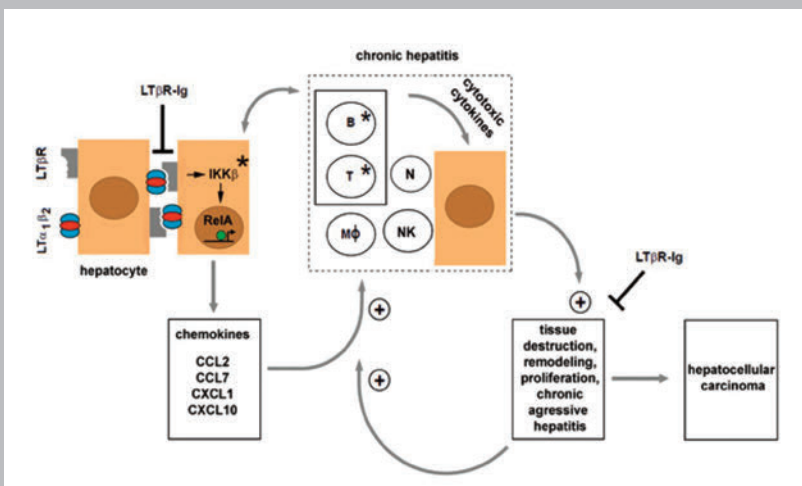 chronic hepatitis
LTβR-Ig
cytotoxic
cytokines
LTβR
LTα1β2
IKKβ *
RelA
hepatocyte
B *
T *
N
MΦ
NK
LTβR-Ig
chemokines
CCL2
CCL7
CXCL1
CXCL10
+
+
+
tissue
destruction,
remodeling,
proliferation,
chronic
agressive
hepatitis
hepatocellular
carcinoma